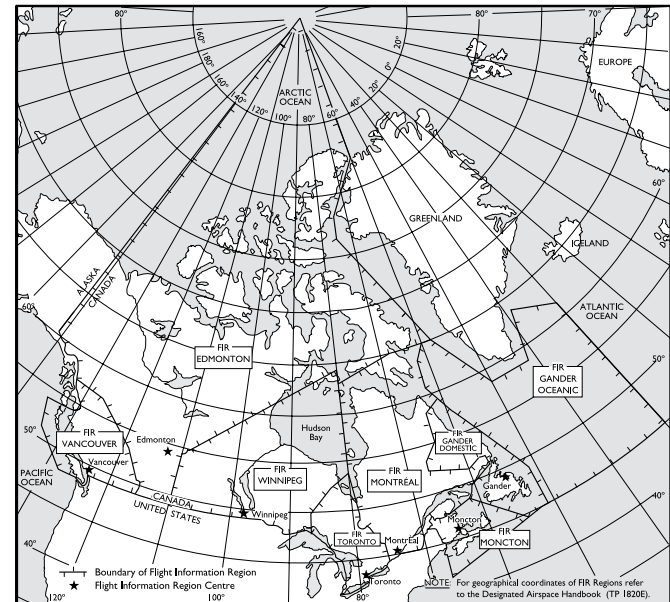 80°
80°
70°
160°
180°
160°
140°
120°
100°
80°
60°
40°
20°
0°
20°
ARCTIC
OCEAN
EUROPE
60°
GREENLAND
ICELAND
ALASKA
CANADA
ATLANTIC
OCEAN
60°
FIR
EDMONTON
50°
FIR
GANDER
OCEANIC
50°
Hudson
Bay
FIR
VANCOUVER
Edmonton
FIR
GANDER
DOMESTIC
Vancouver
FIR
WINNIPEG
FIR
MONTRÉAL
Gander
PACIFIC
OCEAN
40°
CANADA
UNITED STATES
Winnipeg
Moncton
FIR
TORONTO
Montréal
FIR
MONCTON
40°
Toronto
Boundary of Flight Information Region
Flight Information Region Centre
NOTE: For geographical coordinates of FIR Regions refer
to the Designated Airspace Handbook (TP 1820E).
120°
100°
90°
80°
70°
60°